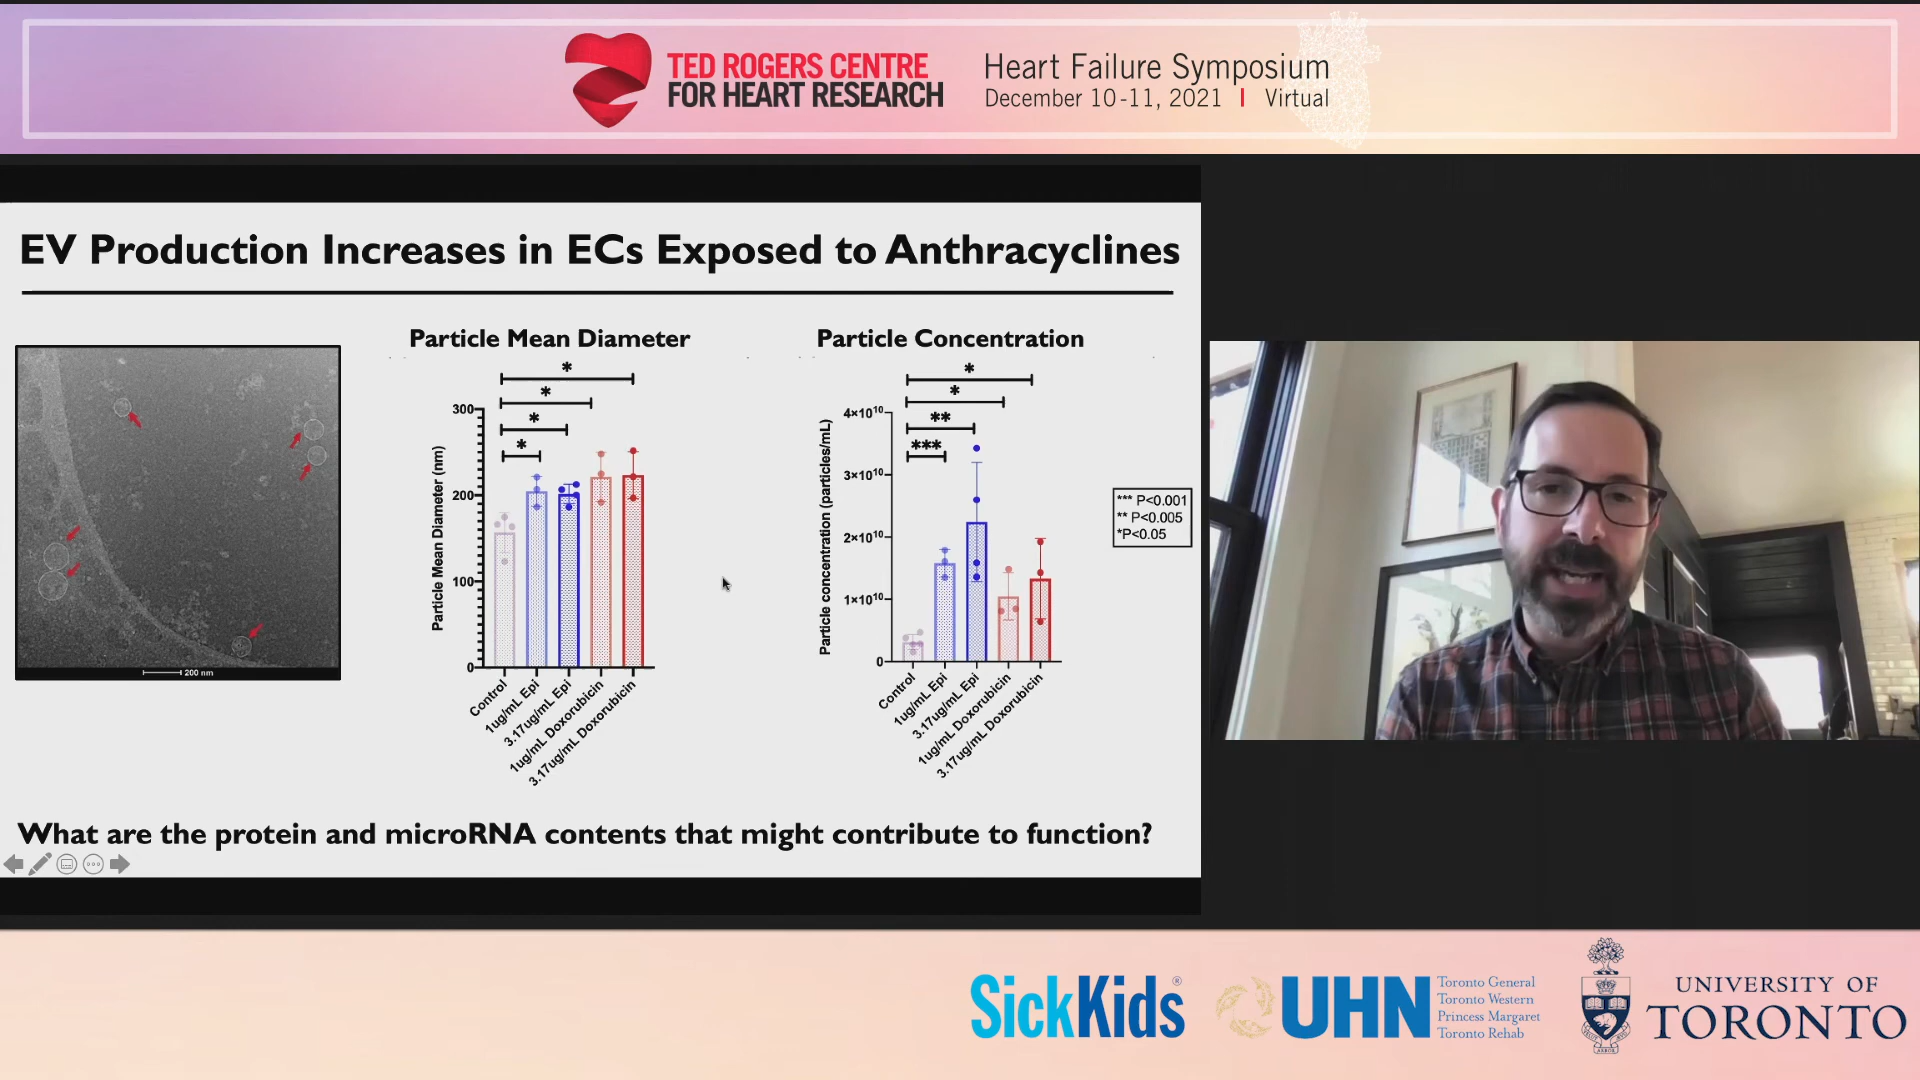 TED ROGERS CENTRE
FOR HEART RESEARCH
Heart Failure Symposium
December 10-11, 2021 | Virtual
EV Production Increases in ECs Exposed to Anthracyclines
200 nm
Particle Mean Diameter
*
*
*
*
Particle Mean Diameter (nm)
300
200
100
0
Control
1ug/mL Epi
3.17ug/mL Epi
1ug/mL Doxorubicin
3.17ug/mL Doxorubicin
Particle Concentration
*
*
**
***
Particle concentration (particles/mL)
4×10¹⁰
3×10¹⁰
2×10¹⁰
1×10¹⁰
0
Control
1ug/mL Epi
3.17ug/mL Epi
1ug/mL Doxorubicin
3.17ug/mL Doxorubicin
*** P<0.001
** P<0.005
*P<0.05
What are the protein and microRNA contents that might contribute to function?
SickKids®
UHN
Toronto General
Toronto Western
Princess Margaret
Toronto Rehab
UNIVERSITY OF
TORONTO